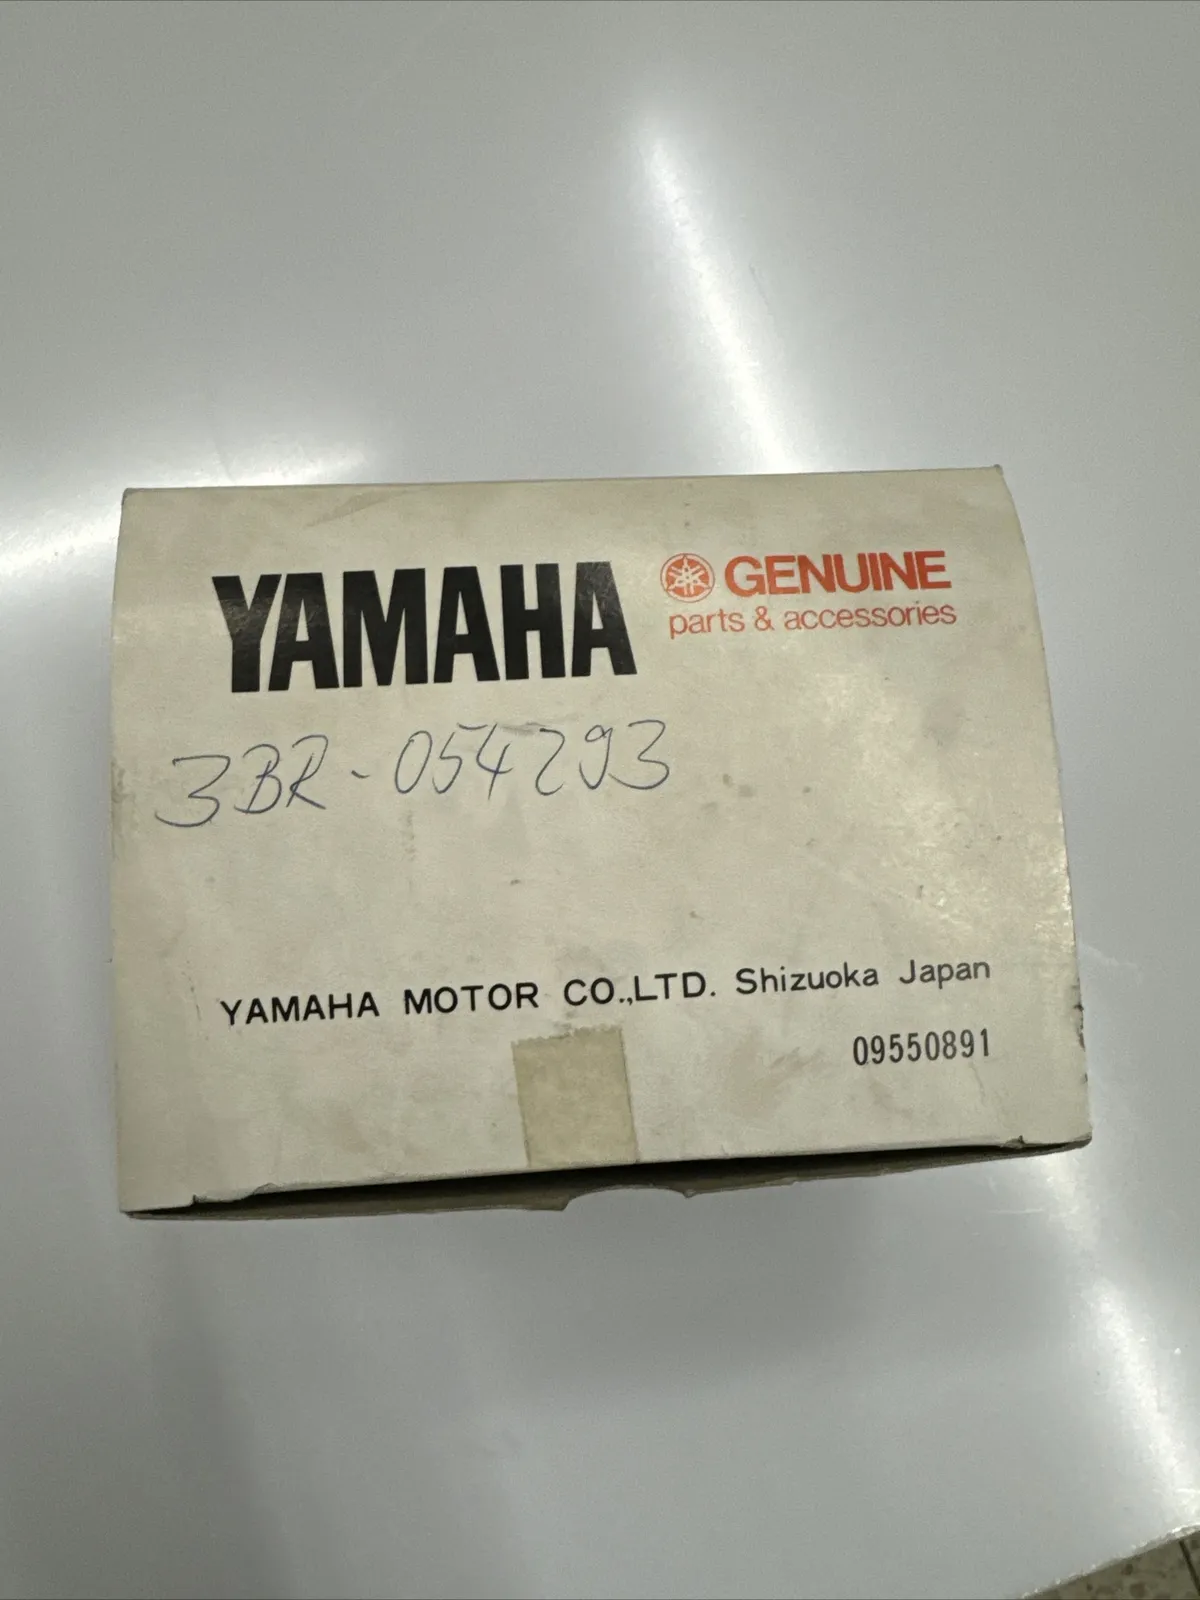 YAMAHA GENUINE
parts & accessories
3BR-054293
YAMAHA MOTOR CO.,LTD. Shizuoka Japan
09550891